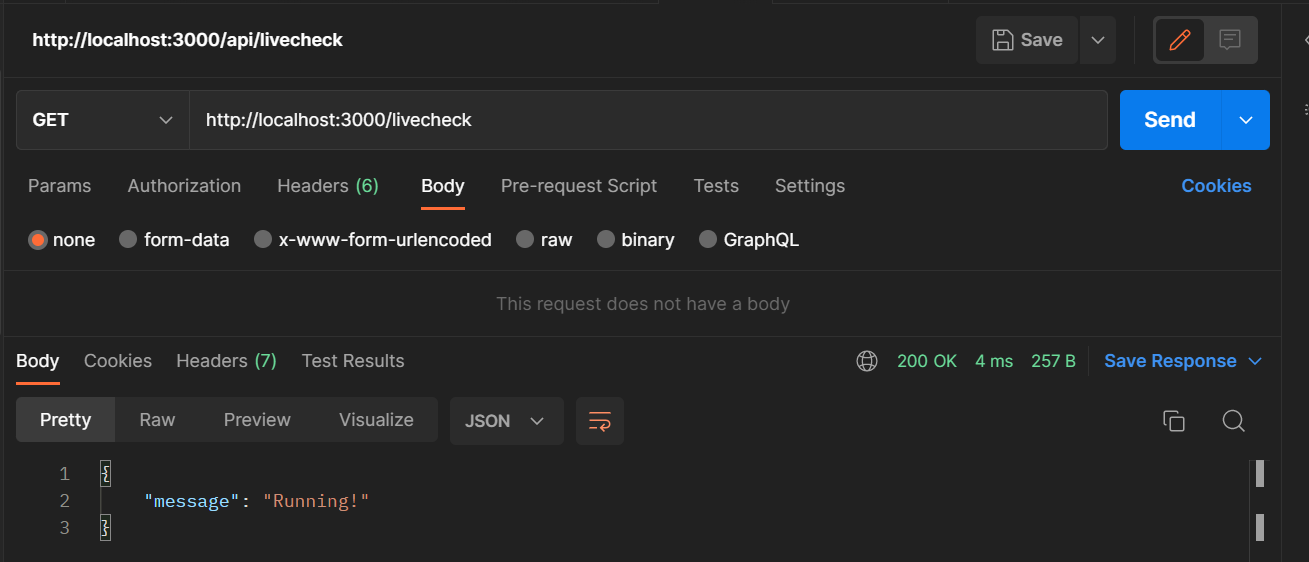 http://localhost:3000/api/livecheck
Save
GET
http://localhost:3000/livecheck
Send
Params Authorization Headers (6) Body Pre-request Script Tests Settings Cookies
none form-data x-www-form-urlencoded raw binary GraphQL
This request does not have a body
Body Cookies Headers (7) Test Results 200 OK 4 ms 257 B Save Response
Pretty Raw Preview Visualize JSON
1 {
2 "message": "Running!"
3 }